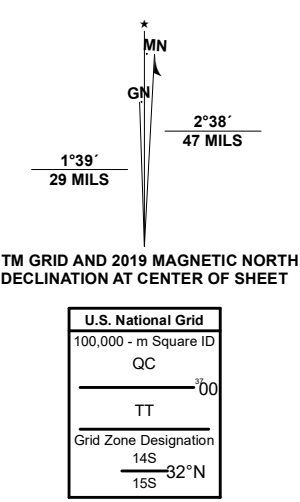 ★
MN
GN
2°38´
47 MILS
1°39´
29 MILS
TM GRID AND 2019 MAGNETIC NORTH
DECLINATION AT CENTER OF SHEET
U.S. National Grid
100,000 - m Square ID
QC
3700
TT
Grid Zone Designation
14S
32°N
15S